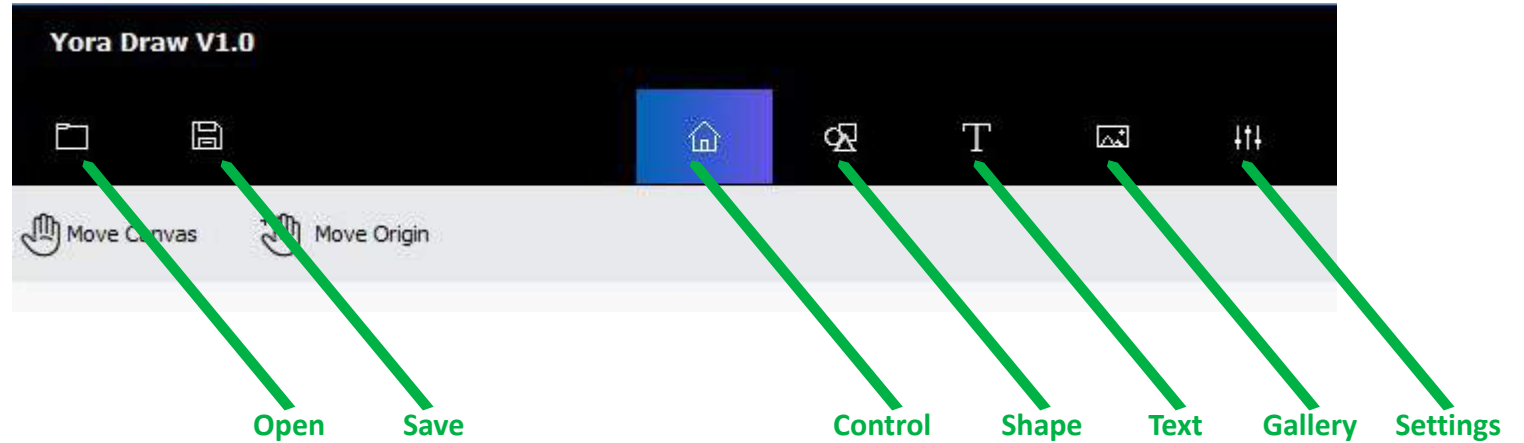 Yora Draw V1.0
T
Move Canvas Move Origin
Open Save Control Shape Text Gallery Settings